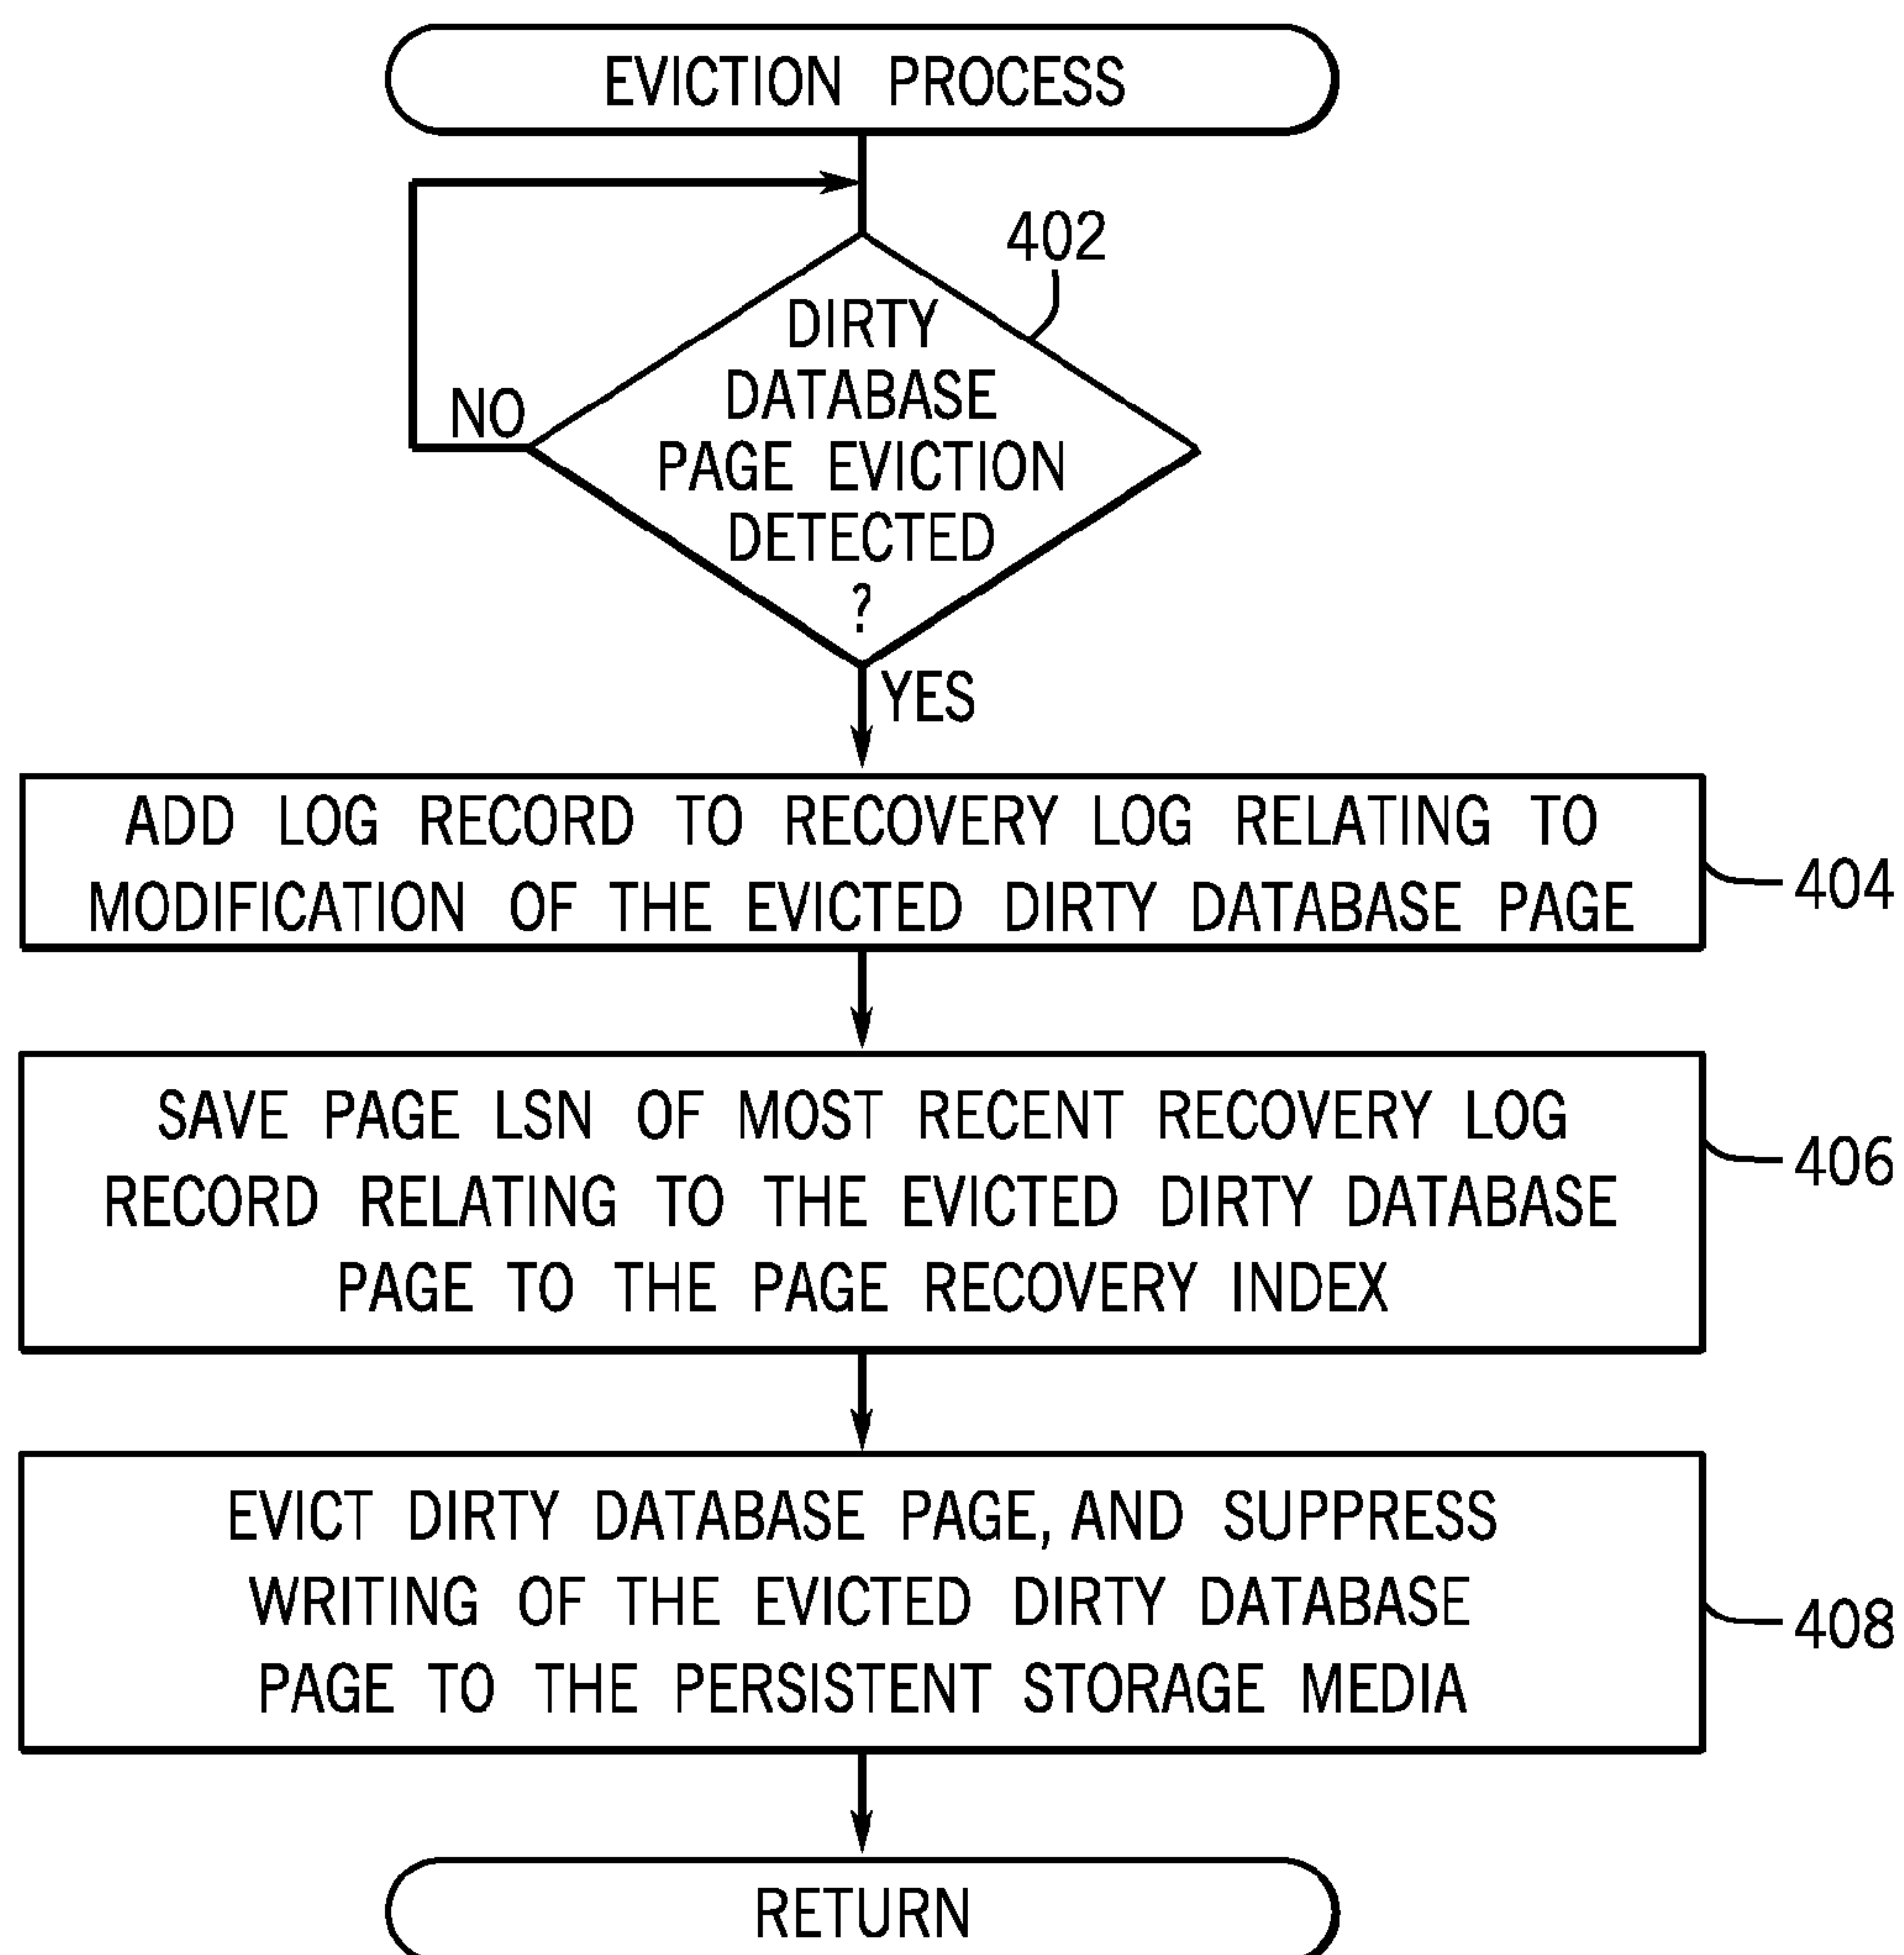 EVICTION PROCESS
402
DIRTY
DATABASE
PAGE EVICTION
DETECTED
?
NO
YES
ADD LOG RECORD TO RECOVERY LOG RELATING TO
MODIFICATION OF THE EVICTED DIRTY DATABASE PAGE
404
SAVE PAGE LSN OF MOST RECENT RECOVERY LOG
RECORD RELATING TO THE EVICTED DIRTY DATABASE
PAGE TO THE PAGE RECOVERY INDEX
406
EVICT DIRTY DATABASE PAGE, AND SUPPRESS
WRITING OF THE EVICTED DIRTY DATABASE
PAGE TO THE PERSISTENT STORAGE MEDIA
408
RETURN